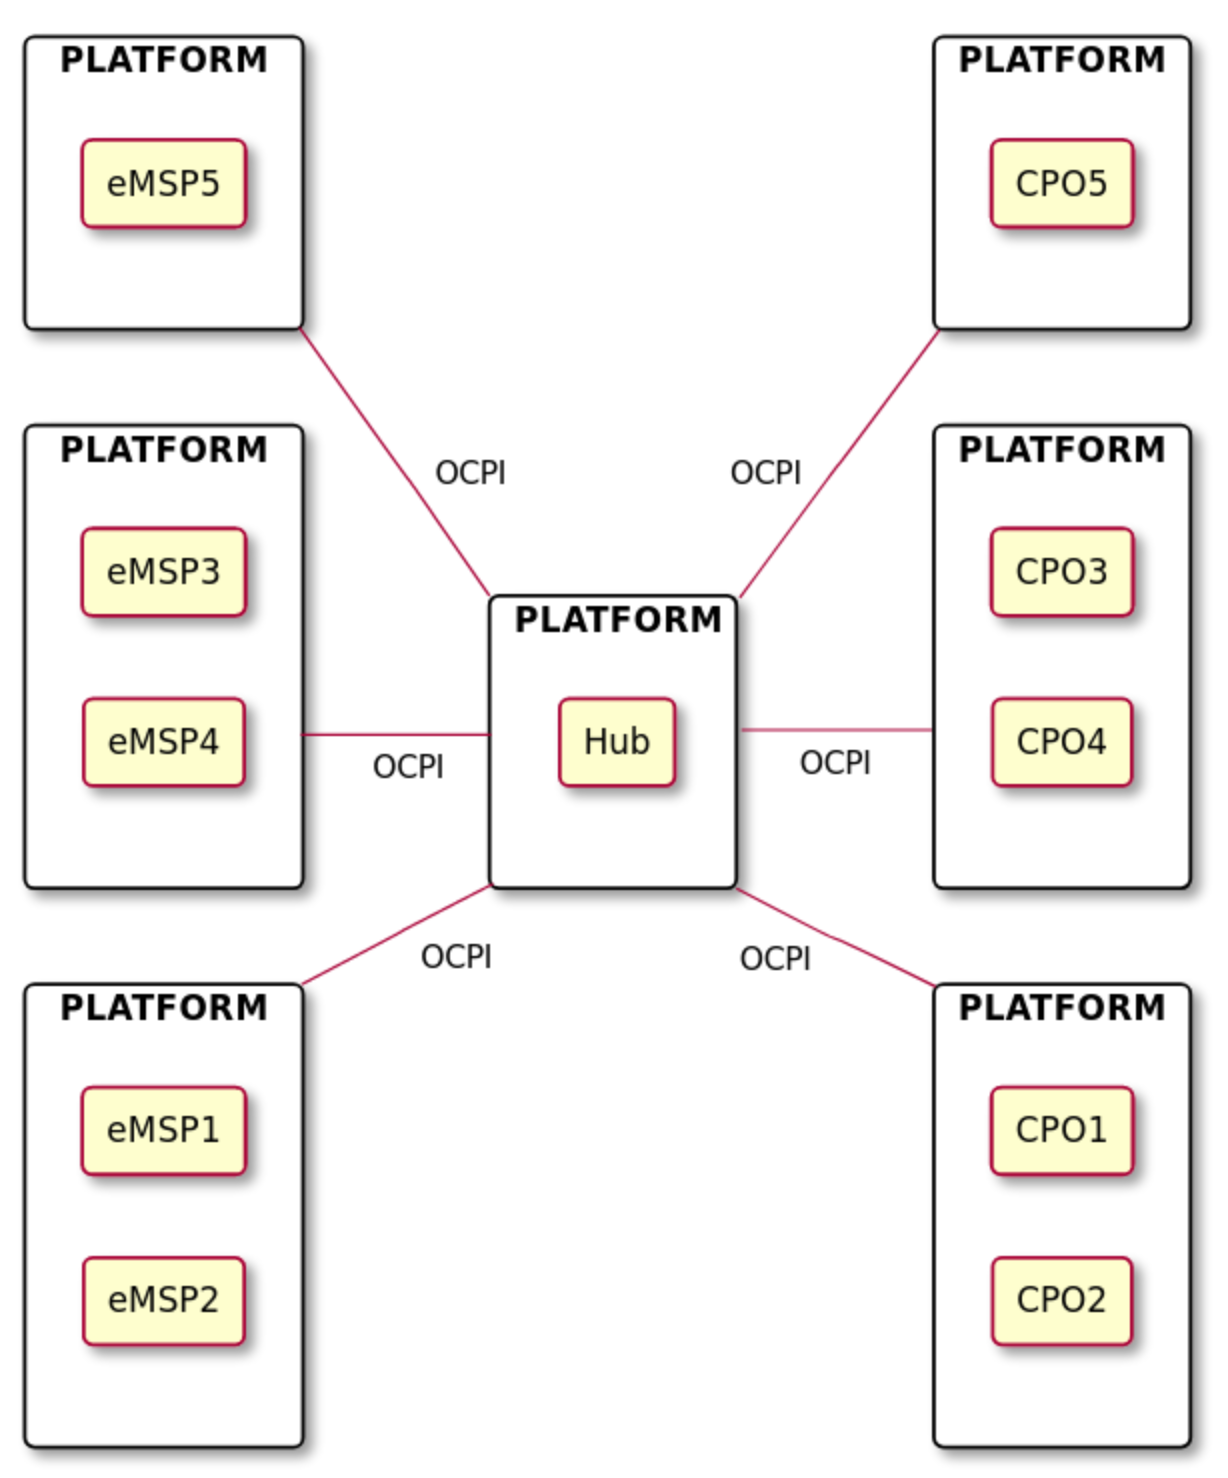 PLATFORM
eMSP5
PLATFORM
CPO5
OCPI
OCPI
PLATFORM
eMSP3
eMSP4
PLATFORM
Hub
PLATFORM
CPO3
CPO4
OCPI
OCPI
OCPI
OCPI
PLATFORM
eMSP1
eMSP2
PLATFORM
CPO1
CPO2